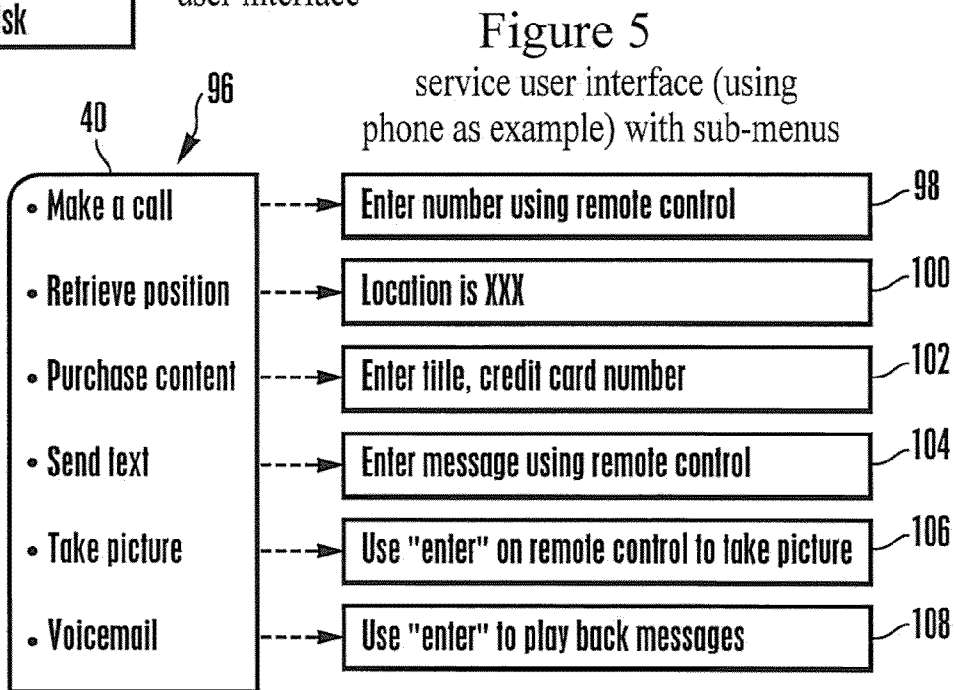 user interface
Figure 5
service user interface (using
phone as example) with sub-menus
96
40
• Make a call
Enter number using remote control
98
• Retrieve position
Location is XXX
100
• Purchase content
Enter title, credit card number
102
• Send text
Enter message using remote control
104
• Take picture
Use "enter" on remote control to take picture
106
• Voicemail
Use "enter" to play back messages
108